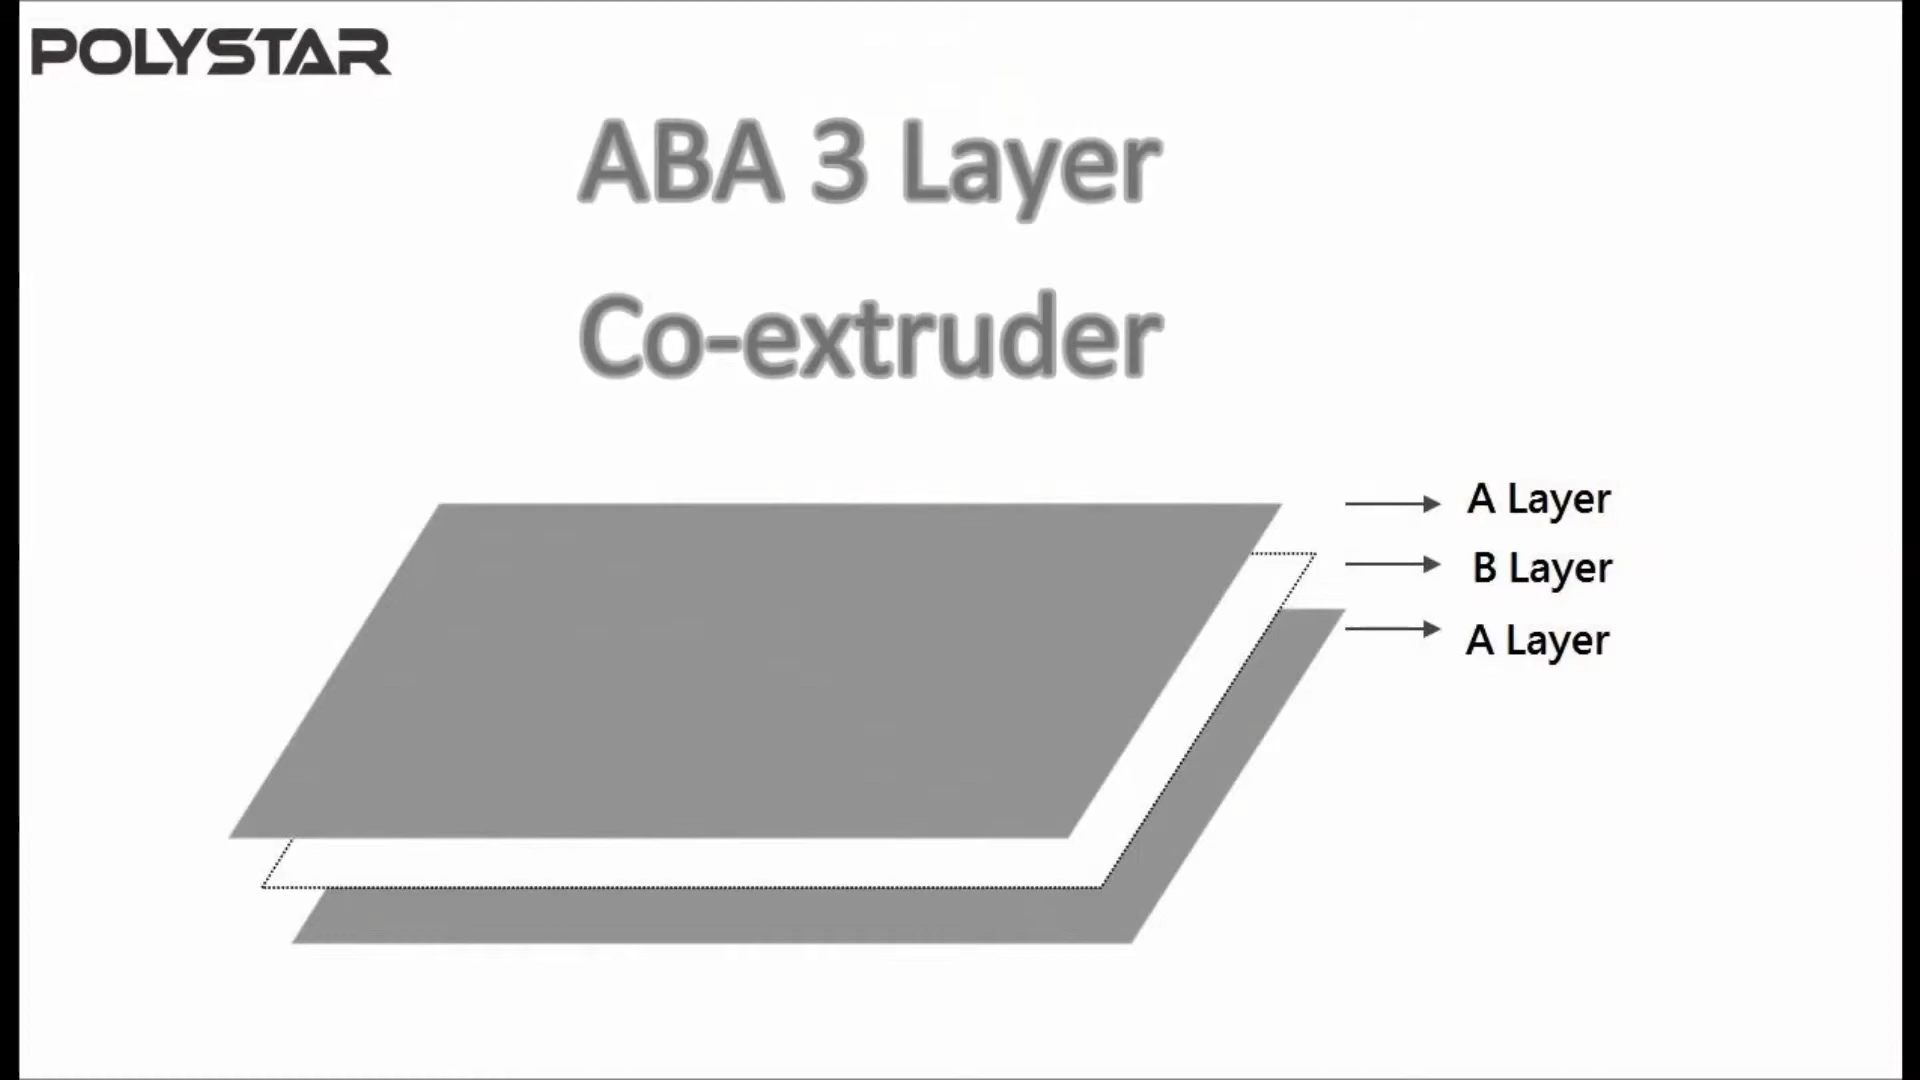 POLYSTAR
ABA 3 Layer
Co-extruder
A Layer
B Layer
A Layer